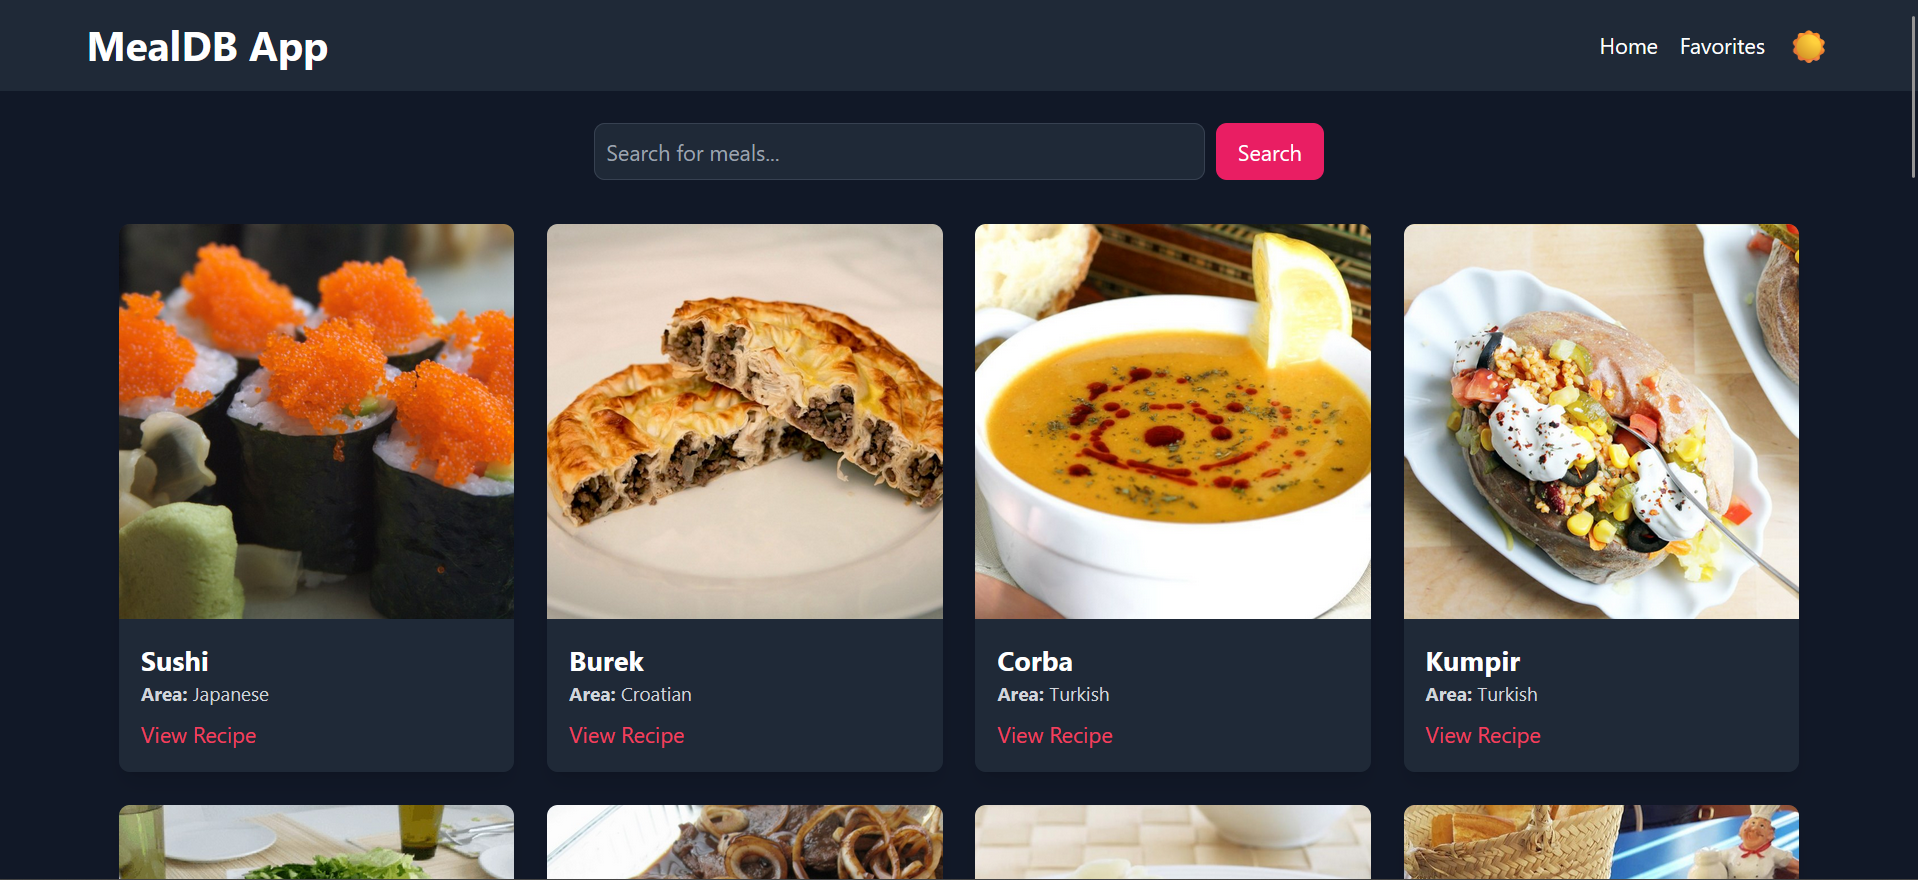 MealDB App
Home Favorites
Search for meals...
Search
Sushi
Area: Japanese
View Recipe
Burek
Area: Croatian
View Recipe
Corba
Area: Turkish
View Recipe
Kumpir
Area: Turkish
View Recipe